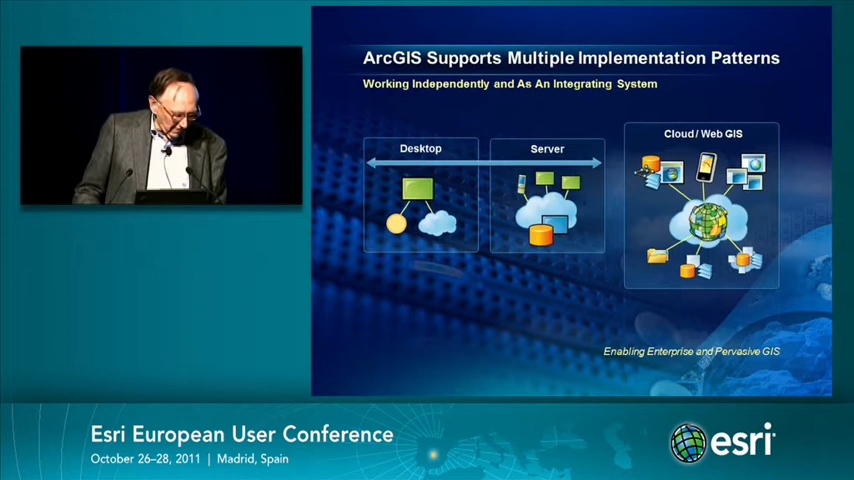 ArcGIS Supports Multiple Implementation Patterns
Working Independently and As An Integrating System
Desktop
Server
Cloud / Web GIS
Enabling Enterprise and Pervasive GIS
Esri European User Conference
October 26–28, 2011 | Madrid, Spain
esri